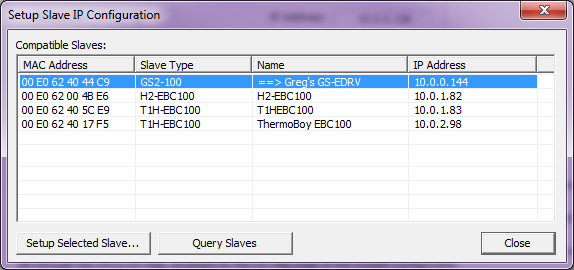 Setup Slave IP Configuration
Compatible Slaves:
MAC Address Slave Type Name IP Address
00 E0 62 40 44 C9 GS2-100 ==> Greg's GS-EDRV 10.0.0.144
00 E0 62 00 4B E6 H2-EBC100 H2-EBC100 10.0.1.82
00 E0 62 40 5C E9 T1H-EBC100 T1HEBC100 10.0.1.83
00 E0 62 40 17 F5 T1H-EBC100 ThermoBoy EBC100 10.0.2.98
Setup Selected Slave... Query Slaves Close